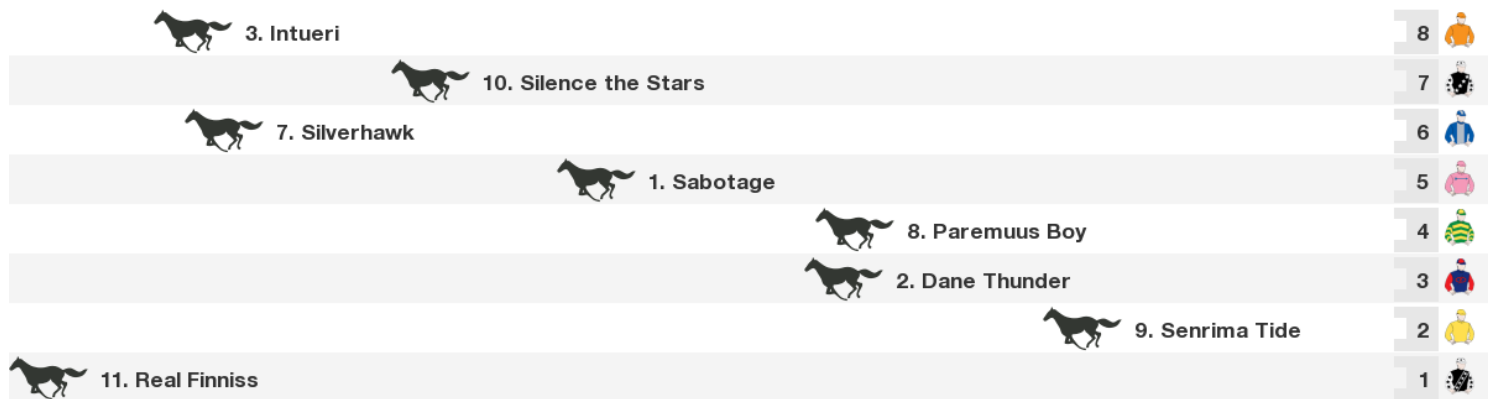 3. Intueri 8
10. Silence the Stars 7
7. Silverhawk 6
1. Sabotage 5
8. Paremuus Boy 4
2. Dane Thunder 3
9. Senrima Tide 2
11. Real Finniss 1